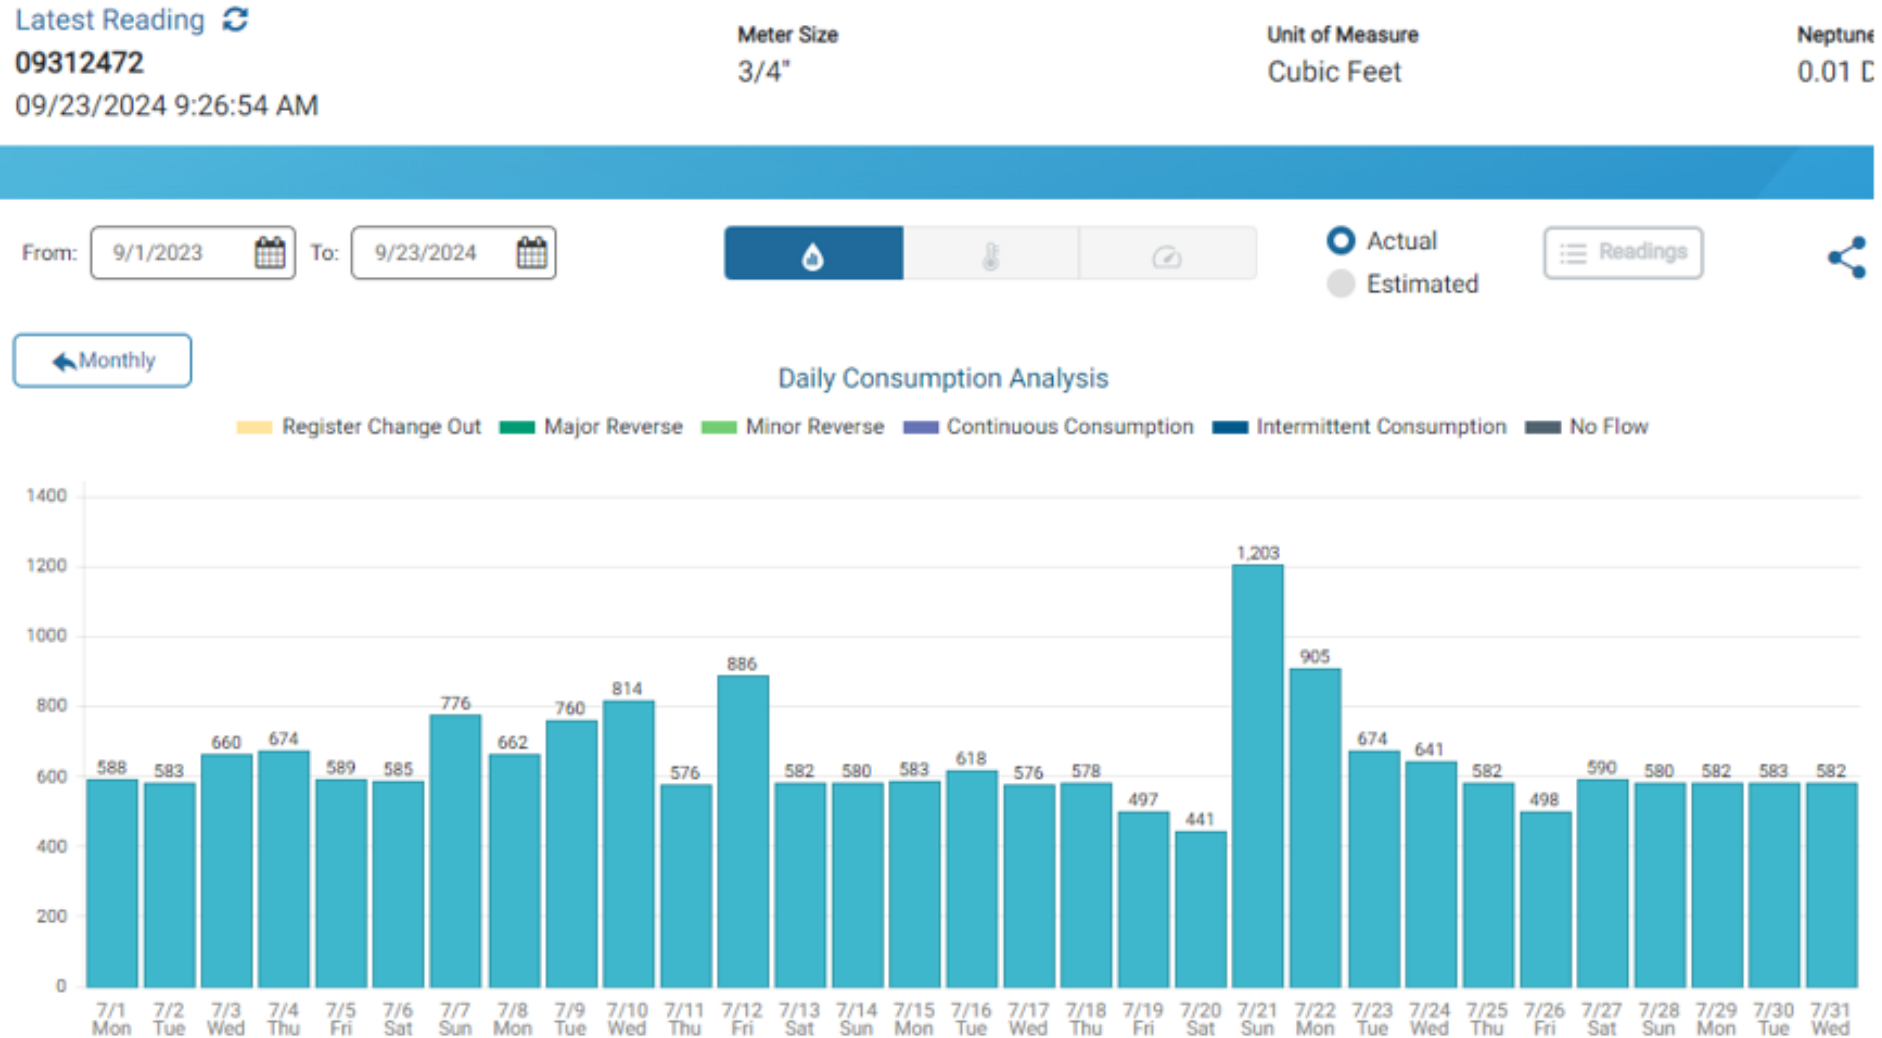 Latest Reading
09312472
09/23/2024 9:26:54 AM
Meter Size
3/4"
Unit of Measure
Cubic Feet
Neptune
0.01
From: 9/1/2023 To: 9/23/2024
Actual
Estimated
Readings
Monthly
Daily Consumption Analysis
Register Change Out Major Reverse Minor Reverse Continuous Consumption Intermittent Consumption No Flow
1400
1200
1000
800
600
400
200
0
588 583 660 674 589 585 776 662 760 814 576 886 582 580 583 618 576 578 497 441 1,203 905 674 641 582 498 590 580 582 583 582
7/1 7/2 7/3 7/4 7/5 7/6 7/7 7/8 7/9 7/10 7/11 7/12 7/13 7/14 7/15 7/16 7/17 7/18 7/19 7/20 7/21 7/22 7/23 7/24 7/25 7/26 7/27 7/28 7/29 7/30 7/31
Mon Tue Wed Thu Fri Sat Sun Mon Tue Wed Thu Fri Sat Sun Mon Tue Wed Thu Fri Sat Sun Mon Tue Wed Thu Fri Sat Sun Mon Tue Wed